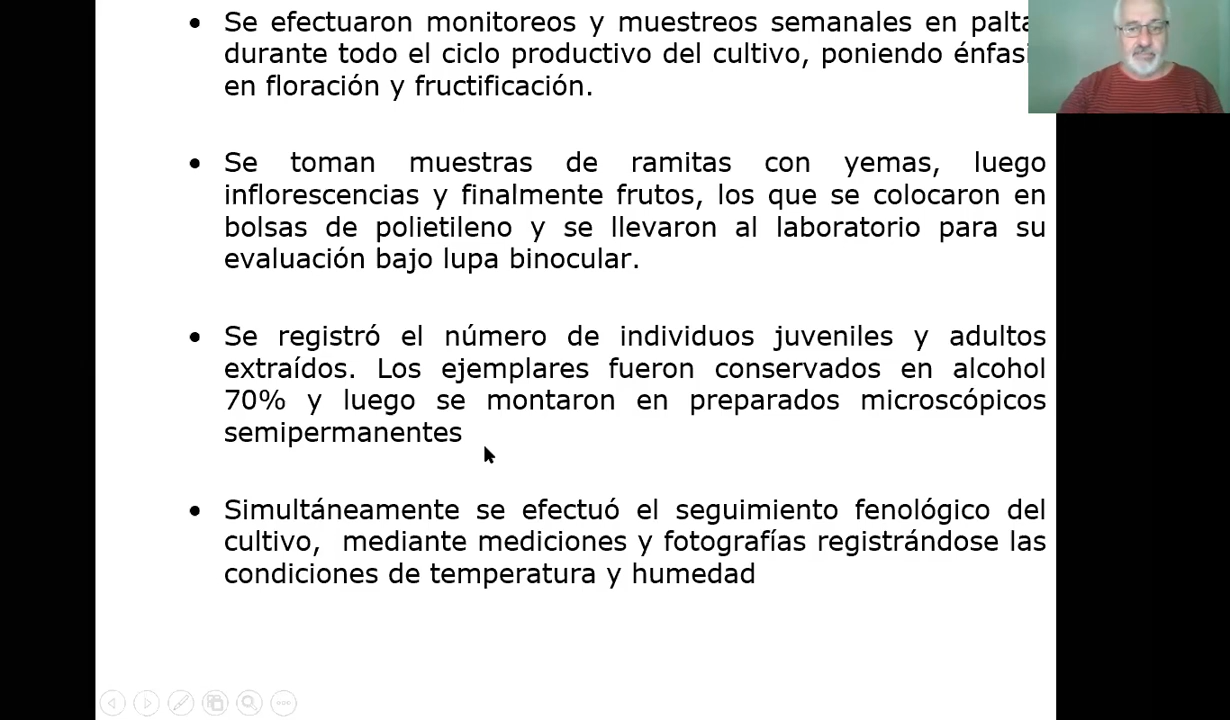 • Se efectuaron monitoreos y muestreos semanales en palta
durante todo el ciclo productivo del cultivo, poniendo
en floración y fructificación.
• Se toman muestras de ramitas con yemas, luego
inflorescencias y finalmente frutos, los que se colocaron en
bolsas de polietileno y se llevaron al laboratorio para su
evaluación bajo lupa binocular.
• Se registró el número de individuos juveniles y adultos
extraídos. Los ejemplares fueron conservados en alcohol
70% y luego se montaron en preparados microscópicos
semipermanentes
• Simultáneamente se efectuó el seguimiento fenológico del
cultivo, mediante mediciones y fotografías registrándose las
condiciones de temperatura y humedad